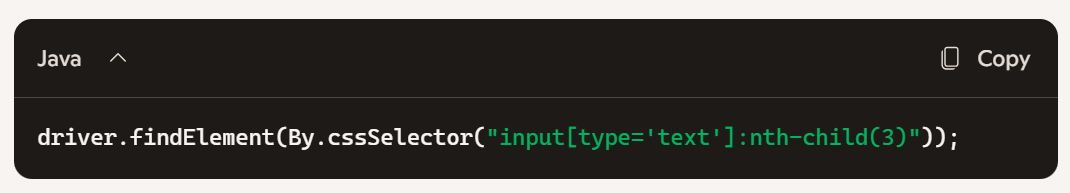 Java
Copy
driver.findElement(By.cssSelector("input[type='text']:nth-child(3)"));